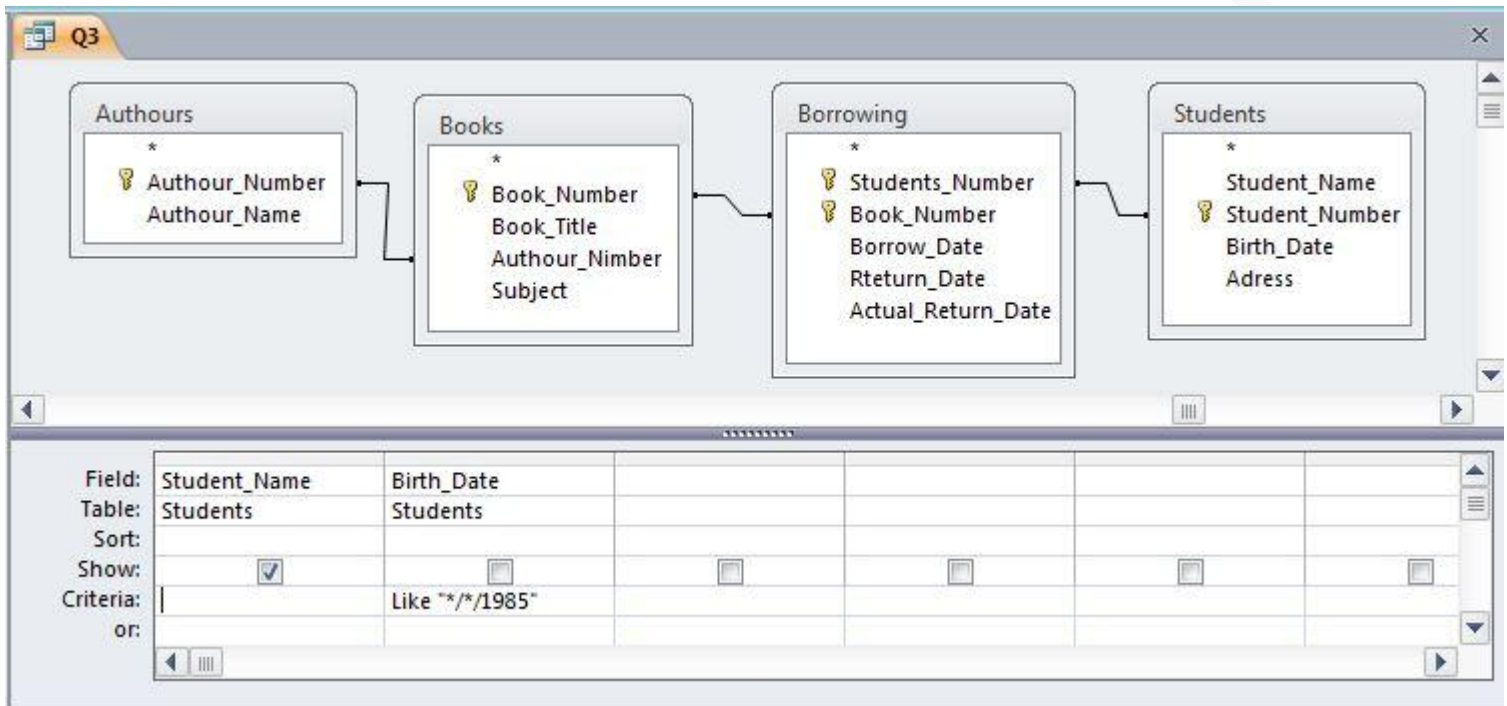 Q3
Authours
*
Authour_Number
Authour_Name
Books
*
Book_Number
Book_Title
Authour_Nimber
Subject
Borrowing
*
Students_Number
Book_Number
Borrow_Date
Rteturn_Date
Actual_Return_Date
Students
*
Student_Name
Student_Number
Birth_Date
Adress
Field: Student_Name Birth_Date
Table: Students Students
Sort:
Show:
Criteria: Like "*/*/1985"
or: